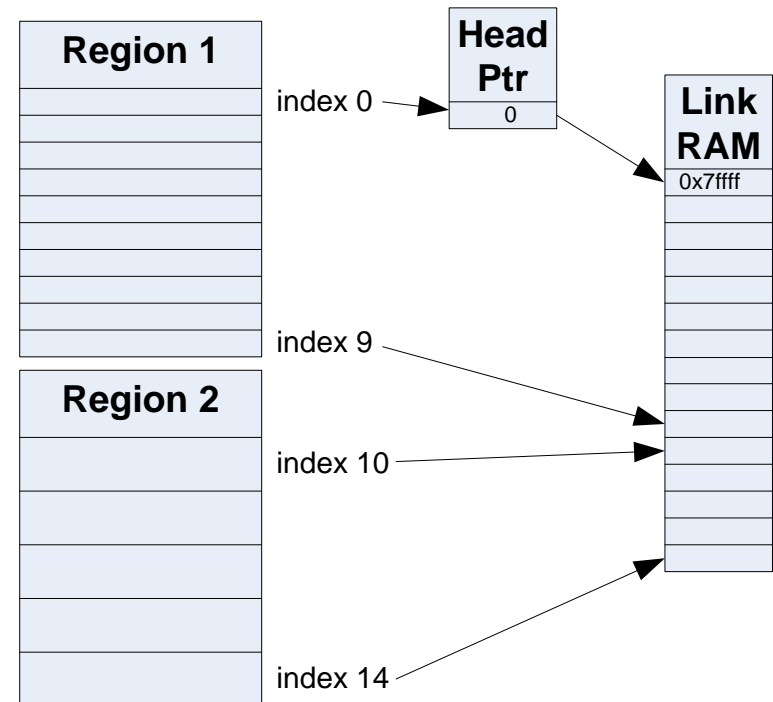 Region 1
index 0
index 9
Region 2
index 10
index 14
Head
Ptr
0
Link
RAM
0x7ffff